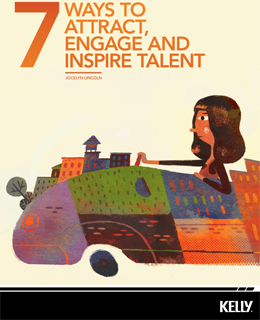 7 WAYS TO
ATTRACT,
ENGAGE AND
INSPIRE TALENT
JOCELYN LINCOLN
KELLY